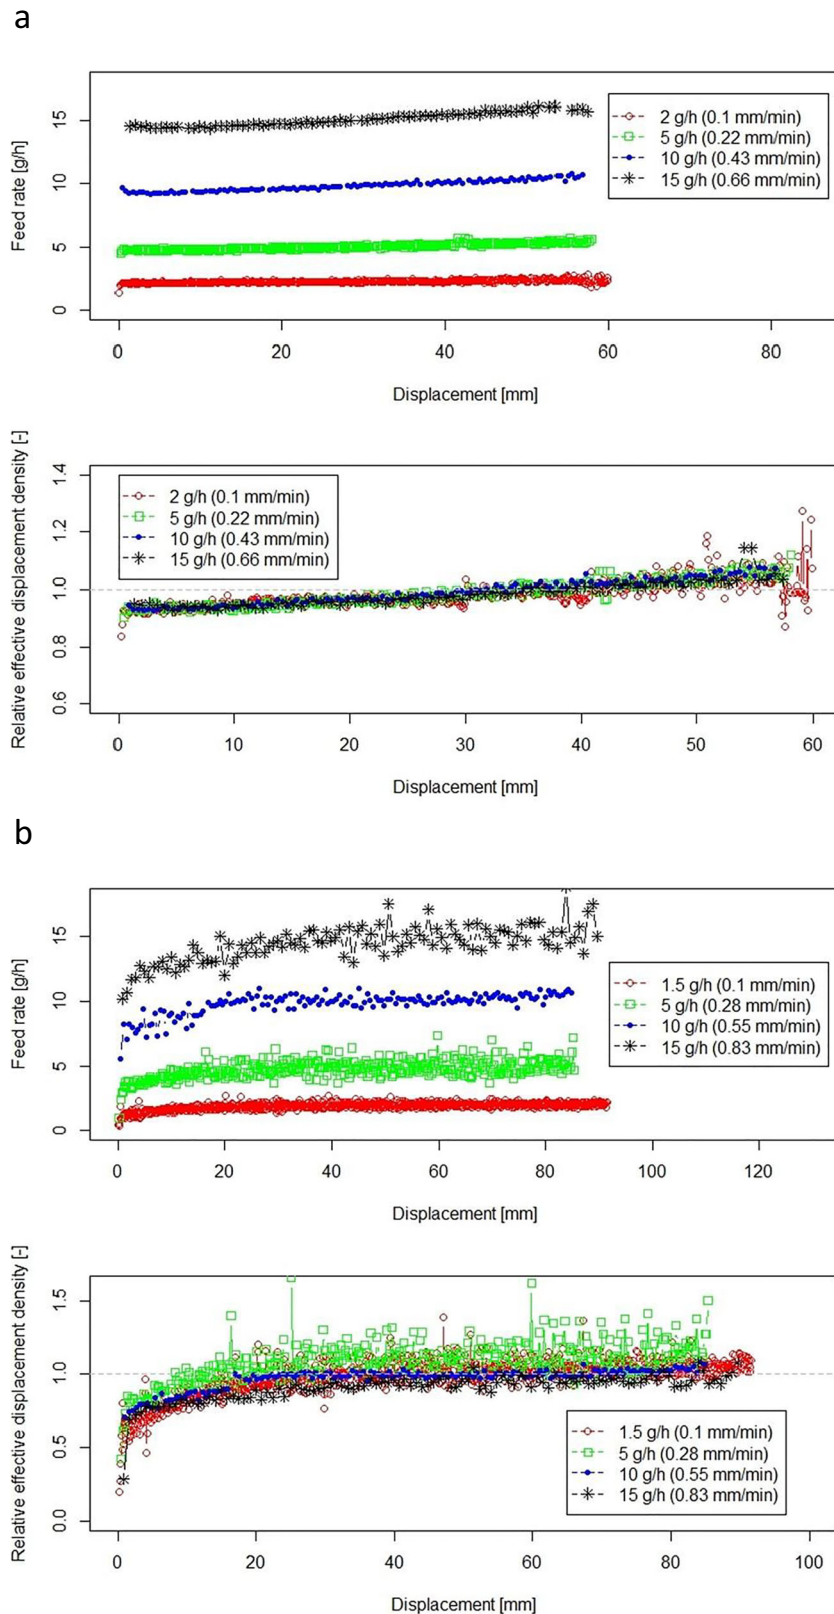 a
Feed rate [g/h]
15
10
5
0
2 g/h (0.1 mm/min)
5 g/h (0.22 mm/min)
10 g/h (0.43 mm/min)
15 g/h (0.66 mm/min)
0 20 40 60 80
Displacement [mm]
Relative effective displacement density [-]
1.4
1.2
1.0
0.8
0.6
2 g/h (0.1 mm/min)
5 g/h (0.22 mm/min)
10 g/h (0.43 mm/min)
15 g/h (0.66 mm/min)
0 10 20 30 40 50 60
Displacement [mm]
b
Feed rate [g/h]
15
10
5
0
1.5 g/h (0.1 mm/min)
5 g/h (0.28 mm/min)
10 g/h (0.55 mm/min)
15 g/h (0.83 mm/min)
0 20 40 60 80 100 120
Displacement [mm]
Relative effective displacement density [-]
1.5
1.0
0.5
0.0
1.5 g/h (0.1 mm/min)
5 g/h (0.28 mm/min)
10 g/h (0.55 mm/min)
15 g/h (0.83 mm/min)
0 20 40 60 80 100
Displacement [mm]